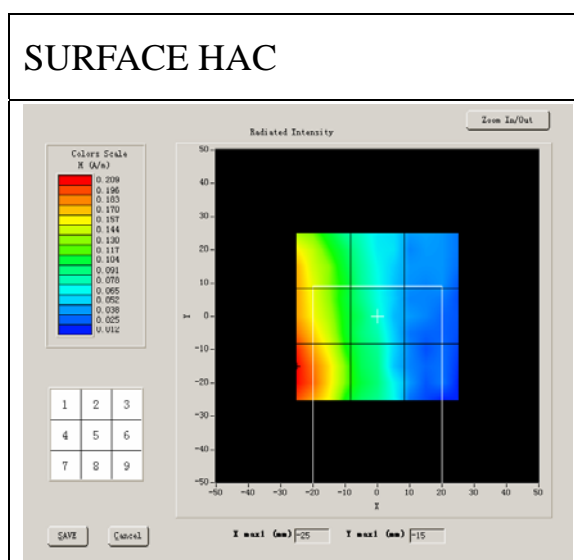 SURFACE HAC
Zoom In/Out
Radiated Intensity
Colors Scale
H (A/m)
0.209
0.196
0.183
0.170
0.157
0.144
0.130
0.117
0.104
0.091
0.078
0.065
0.052
0.038
0.025
0.012
50
40
30
20
10
0
-10
-20
-30
-40
-50
Y
-50 -40 -30 -20 -10 0 10 20 30 40 50
X
1 2 3
4 5 6
7 8 9
SAVE
Cancel
X max1 (mm) -25
Y max1 (mm) -15